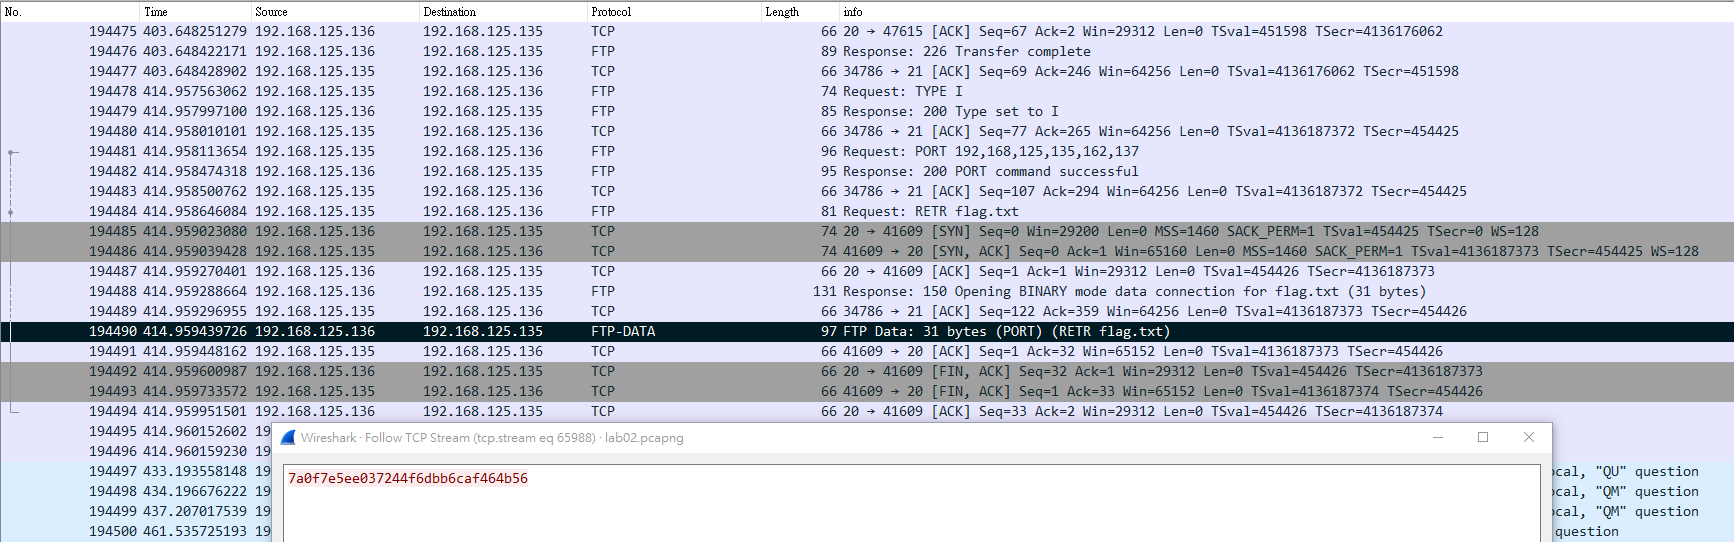 No. Time Source Destination Protocol Length info
194475 403.648251279 192.168.125.136 192.168.125.135 TCP 66 20 → 47615 [ACK] Seq=67 Ack=2 Win=29312 Len=0 TSval=451598 TSecr=4136176062
194476 403.648422171 192.168.125.136 192.168.125.135 FTP 89 Response: 226 Transfer complete
194477 403.648428902 192.168.125.135 192.168.125.136 TCP 66 34786 → 21 [ACK] Seq=69 Ack=246 Win=64256 Len=0 TSval=4136176062 TSecr=451598
194478 414.957563062 192.168.125.135 192.168.125.136 FTP 74 Request: TYPE I
194479 414.957997100 192.168.125.136 192.168.125.135 FTP 85 Response: 200 Type set to I
194480 414.958010101 192.168.125.135 192.168.125.136 TCP 66 34786 → 21 [ACK] Seq=77 Ack=265 Win=64256 Len=0 TSval=4136187372 TSecr=454425
194481 414.958113654 192.168.125.135 192.168.125.136 FTP 96 Request: PORT 192,168,125,135,162,137
194482 414.958474318 192.168.125.136 192.168.125.135 FTP 95 Response: 200 PORT command successful
194483 414.958500762 192.168.125.135 192.168.125.136 TCP 66 34786 → 21 [ACK] Seq=107 Ack=294 Win=64256 Len=0 TSval=4136187372 TSecr=454425
194484 414.958646084 192.168.125.135 192.168.125.136 FTP 81 Request: RETR flag.txt
194485 414.959023080 192.168.125.136 192.168.125.135 TCP 74 20 → 41609 [SYN] Seq=0 Win=29200 Len=0 MSS=1460 SACK_PERM=1 TSval=454425 TSecr=0 WS=128
194486 414.959039428 192.168.125.135 192.168.125.136 TCP 74 41609 → 20 [SYN, ACK] Seq=0 Ack=1 Win=65160 Len=0 MSS=1460 SACK_PERM=1 TSval=4136187373 TSecr=454425 WS=128
194487 414.959270401 192.168.125.136 192.168.125.135 TCP 66 20 → 41609 [ACK] Seq=1 Ack=1 Win=29312 Len=0 TSval=454426 TSecr=4136187373
194488 414.959288664 192.168.125.136 192.168.125.135 FTP 131 Response: 150 Opening BINARY mode data connection for flag.txt (31 bytes)
194489 414.959296955 192.168.125.135 192.168.125.136 TCP 66 34786 → 21 [ACK] Seq=122 Ack=359 Win=64256 Len=0 TSval=4136187373 TSecr=454426
194490 414.959439726 192.168.125.136 192.168.125.135 FTP-DATA 97 FTP Data: 31 bytes (PORT) (RETR flag.txt)
194491 414.959448162 192.168.125.135 192.168.125.136 TCP 66 41609 → 20 [ACK] Seq=1 Ack=32 Win=65152 Len=0 TSval=4136187373 TSecr=454426
194492 414.959600987 192.168.125.136 192.168.125.135 TCP 66 20 → 41609 [FIN, ACK] Seq=32 Ack=1 Win=29312 Len=0 TSval=454426 TSecr=4136187373
194493 414.959733572 192.168.125.135 192.168.125.136 TCP 66 41609 → 20 [FIN, ACK] Seq=1 Ack=33 Win=65152 Len=0 TSval=4136187374 TSecr=454426
194494 414.959951501 192.168.125.136 192.168.125.135 TCP 66 20 → 41609 [ACK] Seq=33 Ack=2 Win=29312 Len=0 TSval=454426 TSecr=4136187374
194495 414.960152602 19
194496 414.960159230 19
194497 433.193558148 19 ocal, "QU" question
194498 434.196676222 19 ocal, "QM" question
194499 437.207017539 19 ocal, "QM" question
194500 461.535725193 19 question
Wireshark · Follow TCP Stream (tcp.stream eq 65988) · lab02.pcapng
7a0f7e5ee037244f6dbb6caf464b56